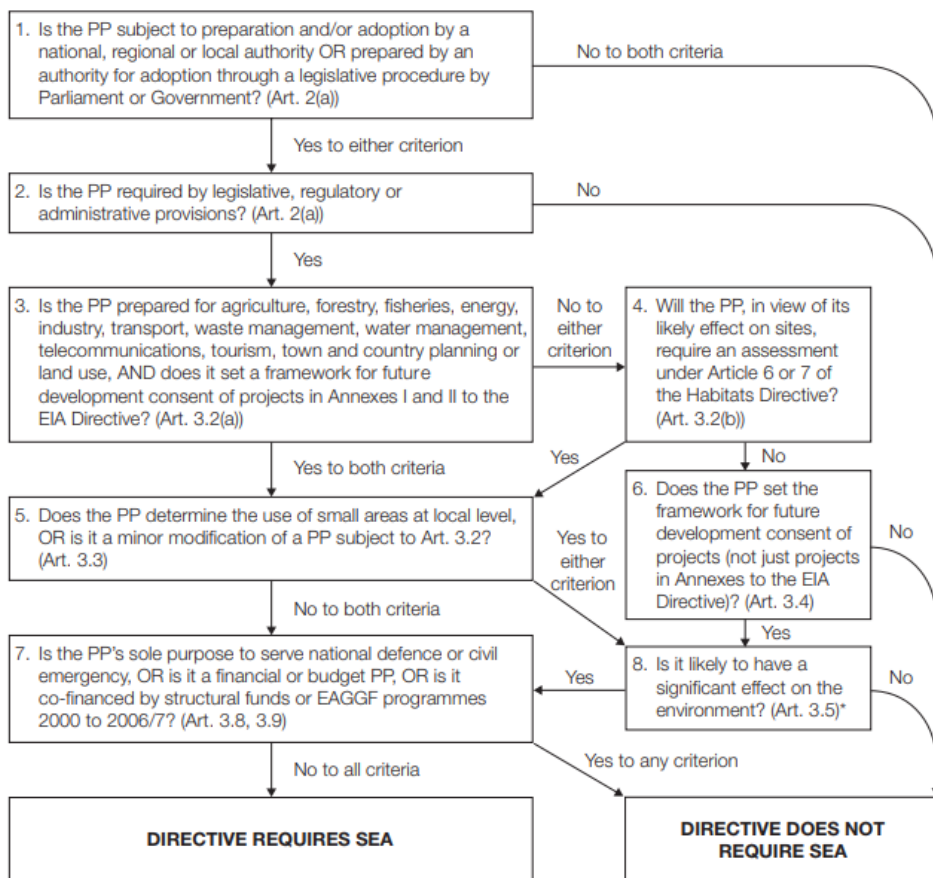 1. Is the PP subject to preparation and/or adoption by a
national, regional or local authority OR prepared by an
authority for adoption through a legislative procedure by
Parliament or Government? (Art. 2(a))
No to both criteria
Yes to either criterion
2. Is the PP required by legislative, regulatory or
administrative provisions? (Art. 2(a))
No
Yes
3. Is the PP prepared for agriculture, forestry, fisheries, energy,
industry, transport, waste management, water management,
telecommunications, tourism, town and country planning or
land use, AND does it set a framework for future
development consent of projects in Annexes I and II to the
EIA Directive? (Art. 3.2(a))
No to
either
criterion
4. Will the PP, in view of its
likely effect on sites,
require an assessment
under Article 6 or 7 of
the Habitats Directive?
(Art. 3.2(b))
Yes to both criteria
Yes
No
5. Does the PP determine the use of small areas at local level,
OR is it a minor modification of a PP subject to Art. 3.2?
(Art. 3.3)
Yes to
either
criterion
6. Does the PP set the
framework for future
development consent of
projects (not just projects
in Annexes to the EIA
Directive)? (Art. 3.4)
No
No to both criteria
Yes
7. Is the PP's sole purpose to serve national defence or civil
emergency, OR is it a financial or budget PP, OR is it
co-financed by structural funds or EAGGF programmes
2000 to 2006/7? (Art. 3.8, 3.9)
Yes
8. Is it likely to have a
significant effect on the
environment? (Art. 3.5)*
No
No to all criteria
Yes to any criterion
DIRECTIVE REQUIRES SEA
DIRECTIVE DOES NOT
REQUIRE SEA